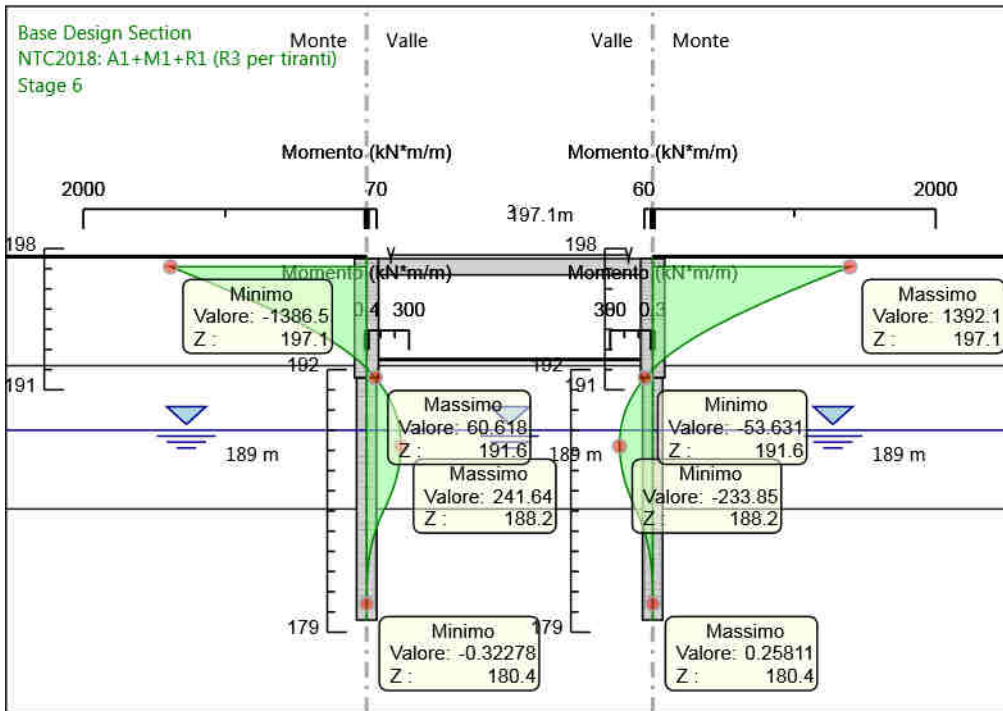 Base Design Section
NTC2018: A1+M1+R1 (R3 per tiranti)
Stage 6
Monte Valle Valle Monte
Momento (kN*m/m) Momento (kN*m/m)
2000 70 60 2000
197.1m
198 198
Momento (kN*m/m) Momento (kN*m/m)
0.4 300 300 0.3
Minimo
Valore: -1386.5
Z : 197.1
Massimo
Valore: 1392.1
Z : 197.1
192 192
191 191
Massimo
Valore: 60.618
Z : 191.6
Minimo
Valore: -53.631
Z : 191.6
189 m 189 m 189 m
Massimo
Valore: 241.64
Z : 188.2
Minimo
Valore: -233.85
Z : 188.2
179 179
Minimo
Valore: -0.32278
Z : 180.4
Massimo
Valore: 0.25811
Z : 180.4